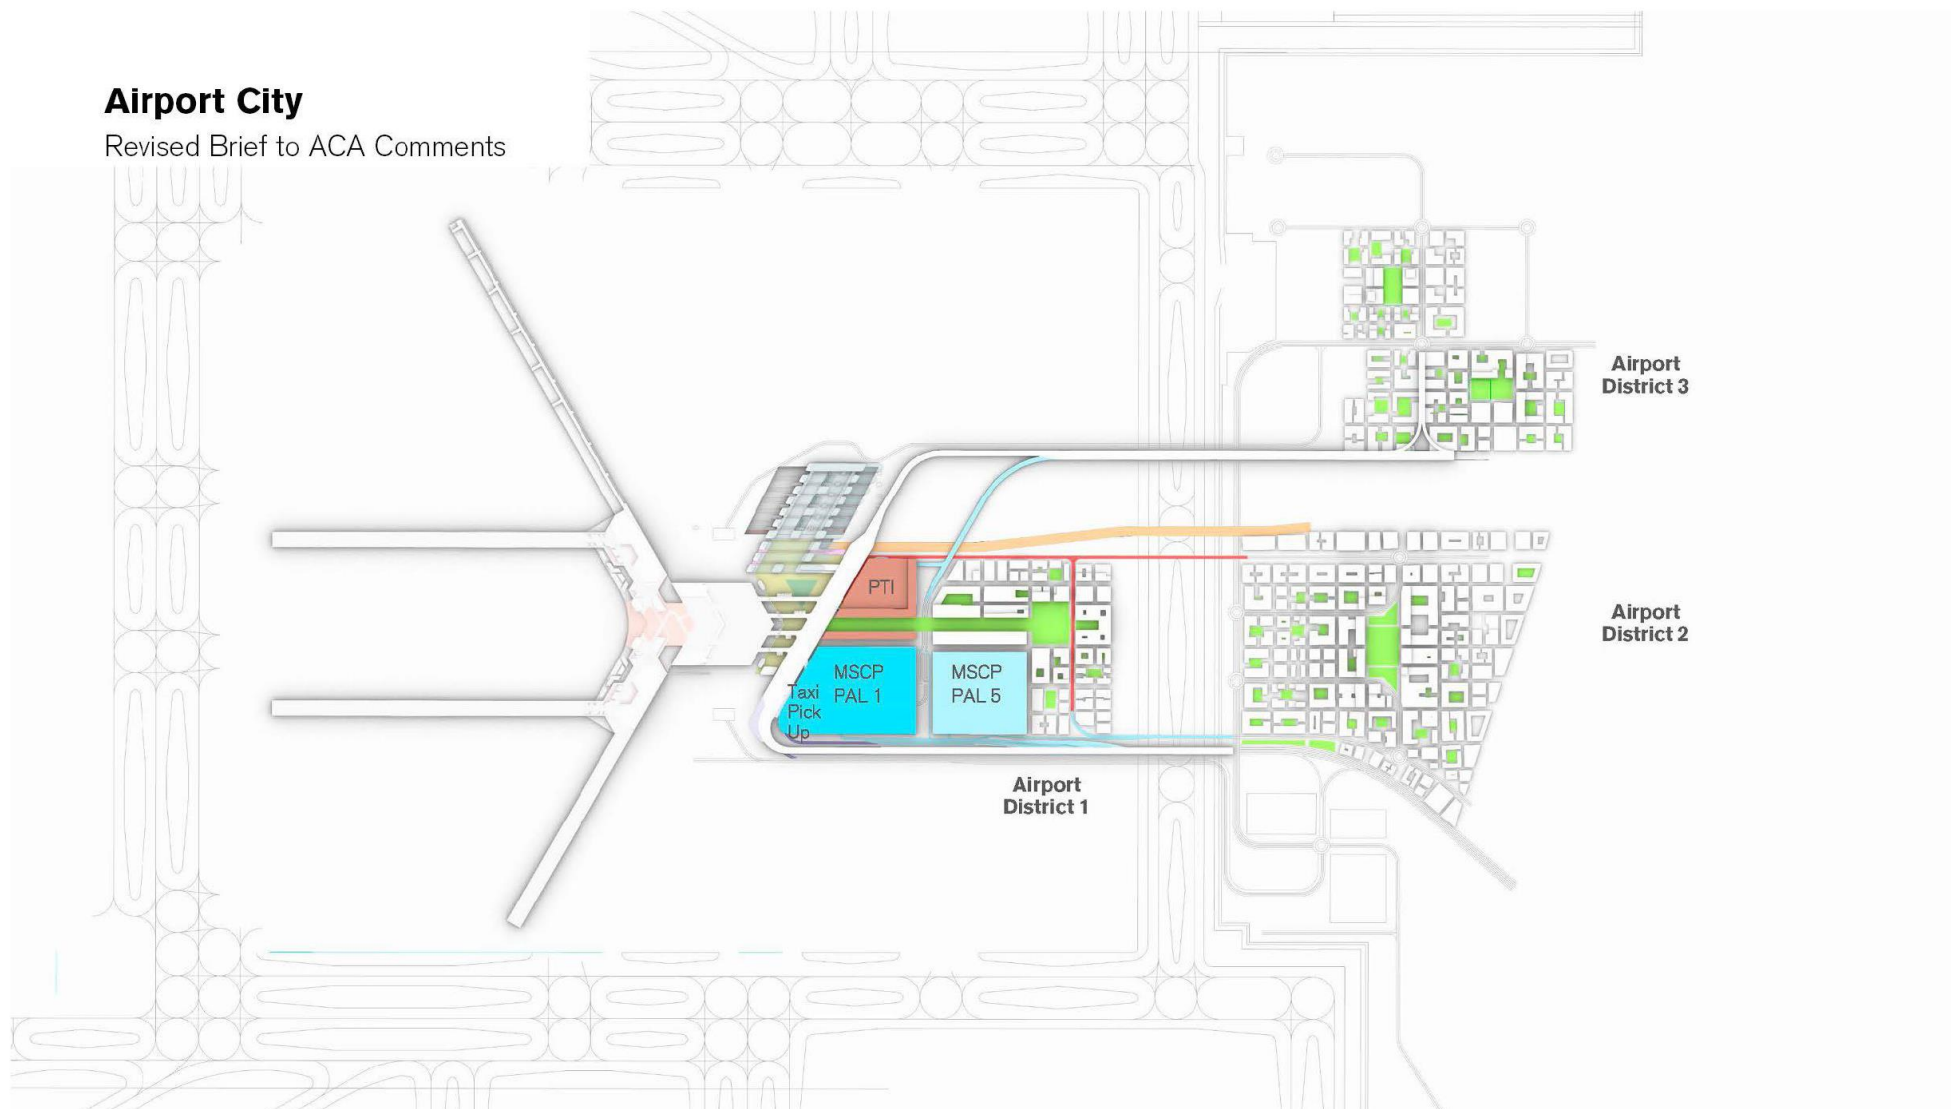 Airport City
Revised Brief to ACA Comments
Airport
District 3
PTI
Airport
District 2
MSCP
PAL 1
MSCP
PAL 5
Taxi
Pick
Up
Airport
District 1